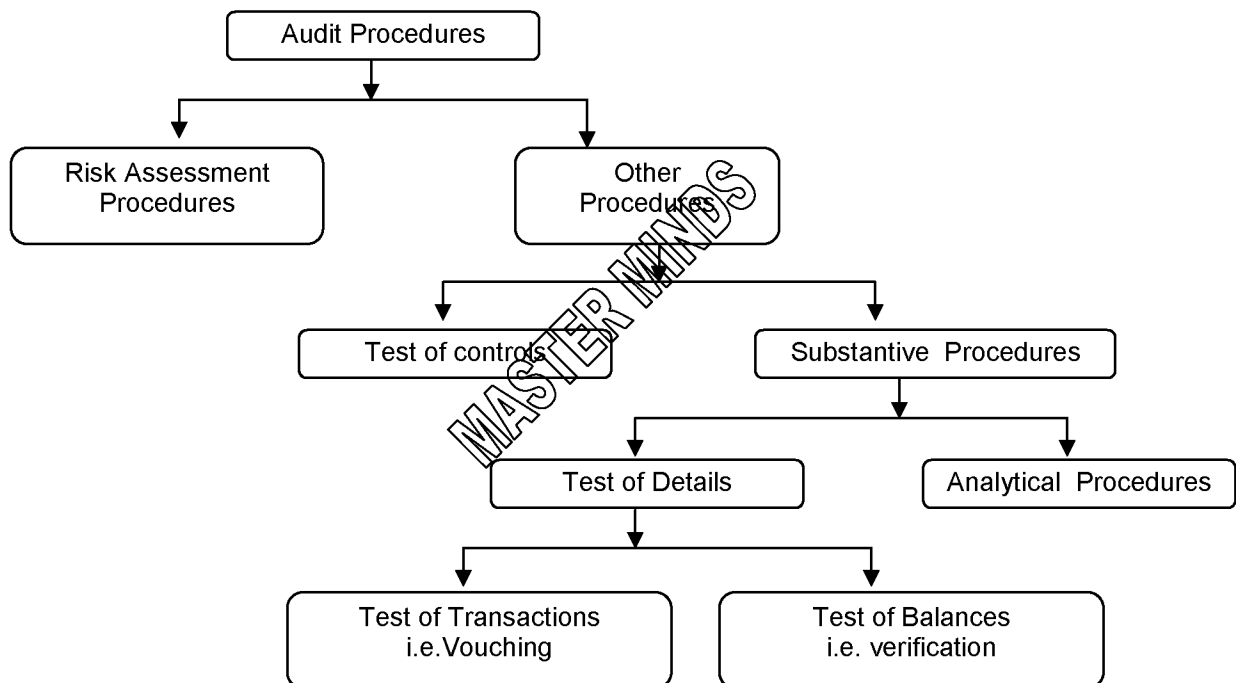 Audit Procedures
Risk Assessment
Procedures
Other
Procedures
MASTER MINDS
Test of controls
Substantive Procedures
Test of Details
Analytical Procedures
Test of Transactions
i.e.Vouching
Test of Balances
i.e. verification